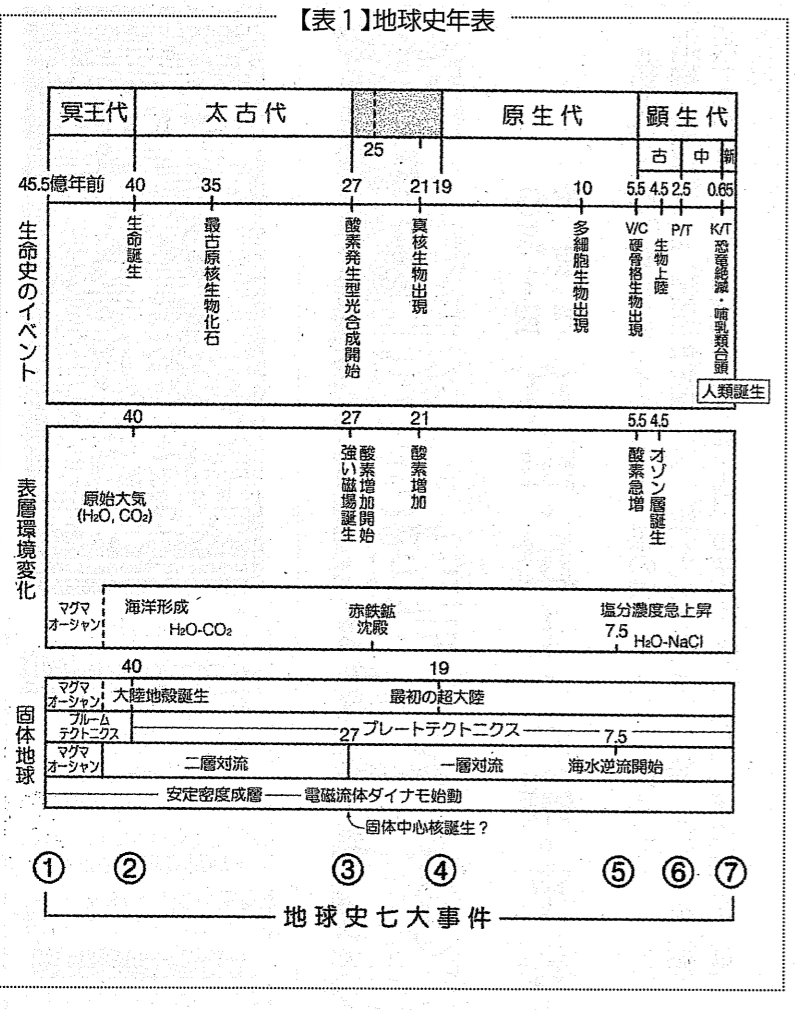 【表1】地球史年表
冥王代 太古代 原生代 顕生代
25
古 中 新
45.5億年前 40 35 27 21 19 10 5.5 4.5 2.5 0.65
生命史のイベント
生命誕生
最古原核生物化石
酸素発生型光合成開始
真核生物出現
多細胞生物出現
V/C
硬骨格生物出現
生物上陸
P/T
K/T
恐竜絶滅・哺乳類台頭
人類誕生
40 27 21 5.5 4.5
表層環境変化
原始大気
(H₂O, CO₂)
強い磁場誕生
酸素増加開始
酸素増加
酸素急増
オゾン層誕生
マグマ
オーシャン
海洋形成
H₂O-CO₂
赤鉄鉱
沈殿
塩分濃度急上昇
7.5
H₂O-NaCl
40 19
固体地球
マグマ
オーシャン
大陸地殻誕生
最初の超大陸
プルーム
テクトニクス
プレートテクトニクス
27 7.5
マグマ
オーシャン
二層対流
一層対流
海水逆流開始
安定密度成層
電磁流体ダイナモ始動
固体中心核誕生?
① ② ③ ④ ⑤ ⑥ ⑦
地球史七大事件